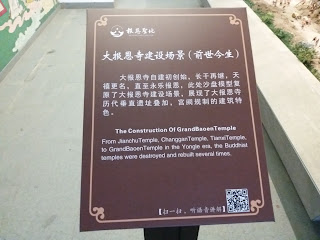 报恩圣地
大报恩寺建设场景（前世今生）
大报恩寺自建初创始，长干再继，天
禧更名，直至永乐报恩，此处沙盘模型复
原了大报恩寺建设场景，展现了大报恩寺
历代垂直遗址叠加，宫阙规制的建筑特
色。
The Construction Of GrandBaoenTemple
From JianchuTemple, ChangganTemple, TianxiTemple,
to GrandBaoenTemple in the Yongle era, the Buddhist
temples were destroyed and rebuilt several times.
【扫一扫，听语音讲解】